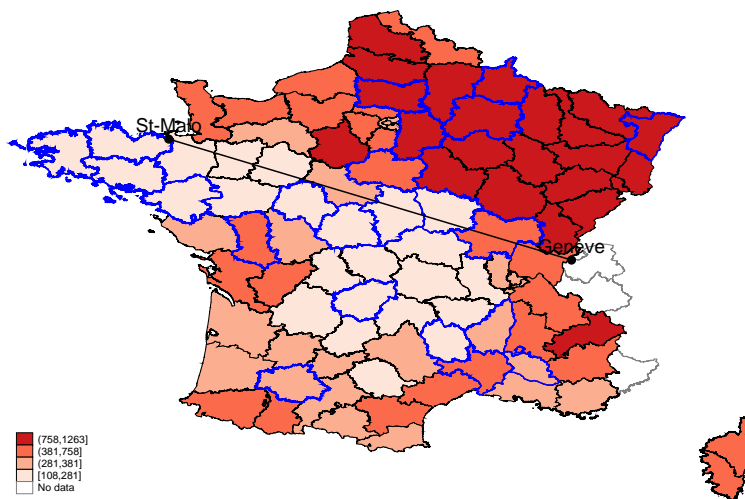 St-Malo
Genève
(758,1263]
(381,758]
(281,381]
[108,281]
No data